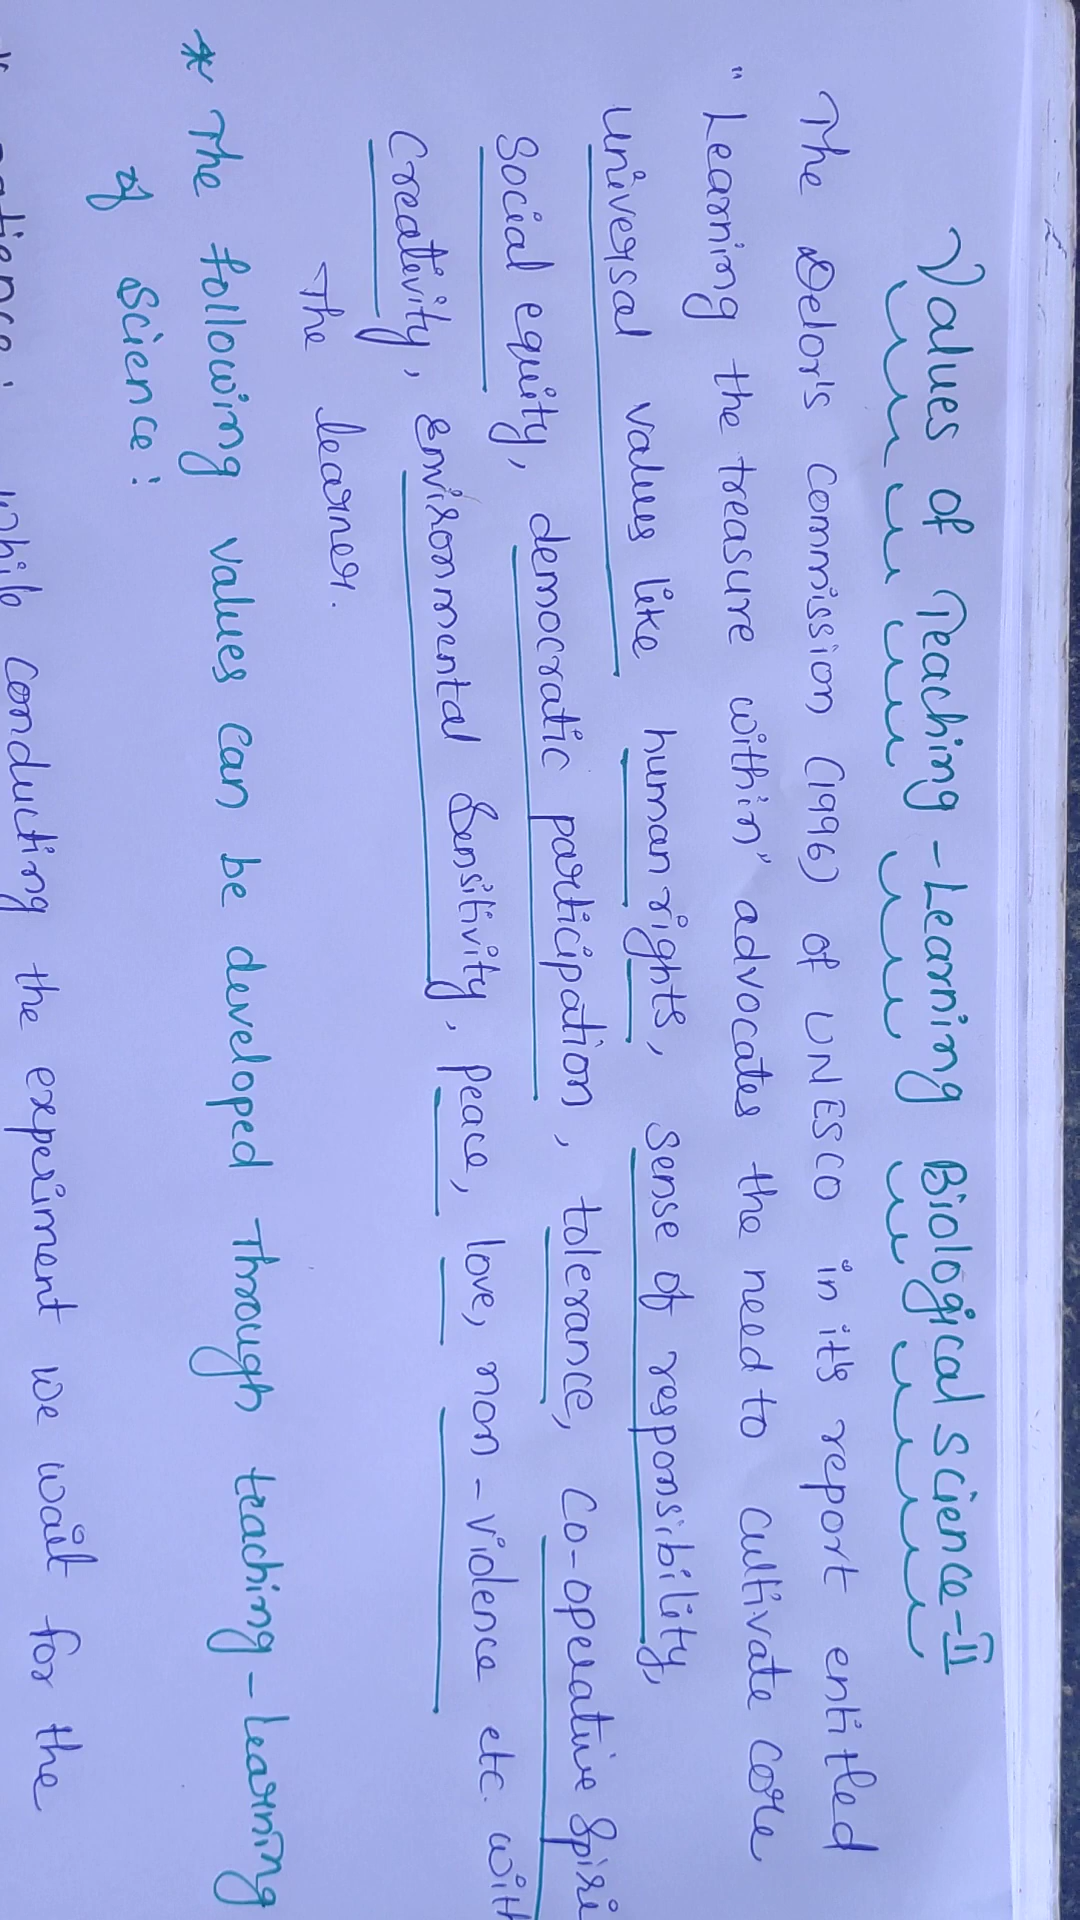 Values of Teaching - Learning Biological Science - II
The Delor's Commission (1996) of UNESCO in it's report entitled
"Learning the treasure within" advocates the need to cultivate core
universal values like human rights, sense of responsibility,
Social equity, democratic participation, tolerance, Co-operative Spiri
Creativity, environmental Sensitivity, peace, love, non-violence etc. with
The learner.
* The following values can be developed through teaching-learning
of Science:
while conducting the experiment we wait for the